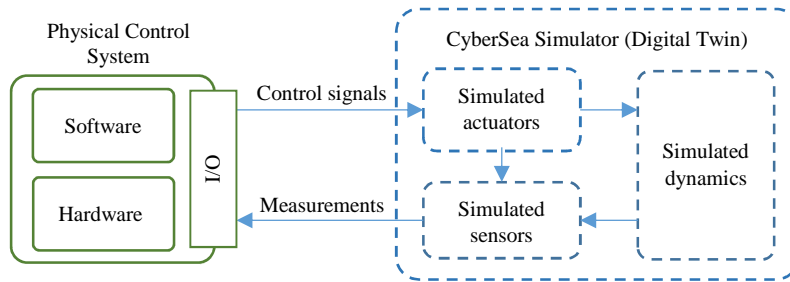 Physical Control
System
Software
Hardware
I/O
Control signals
Measurements
CyberSea Simulator (Digital Twin)
Simulated
actuators
Simulated
sensors
Simulated
dynamics